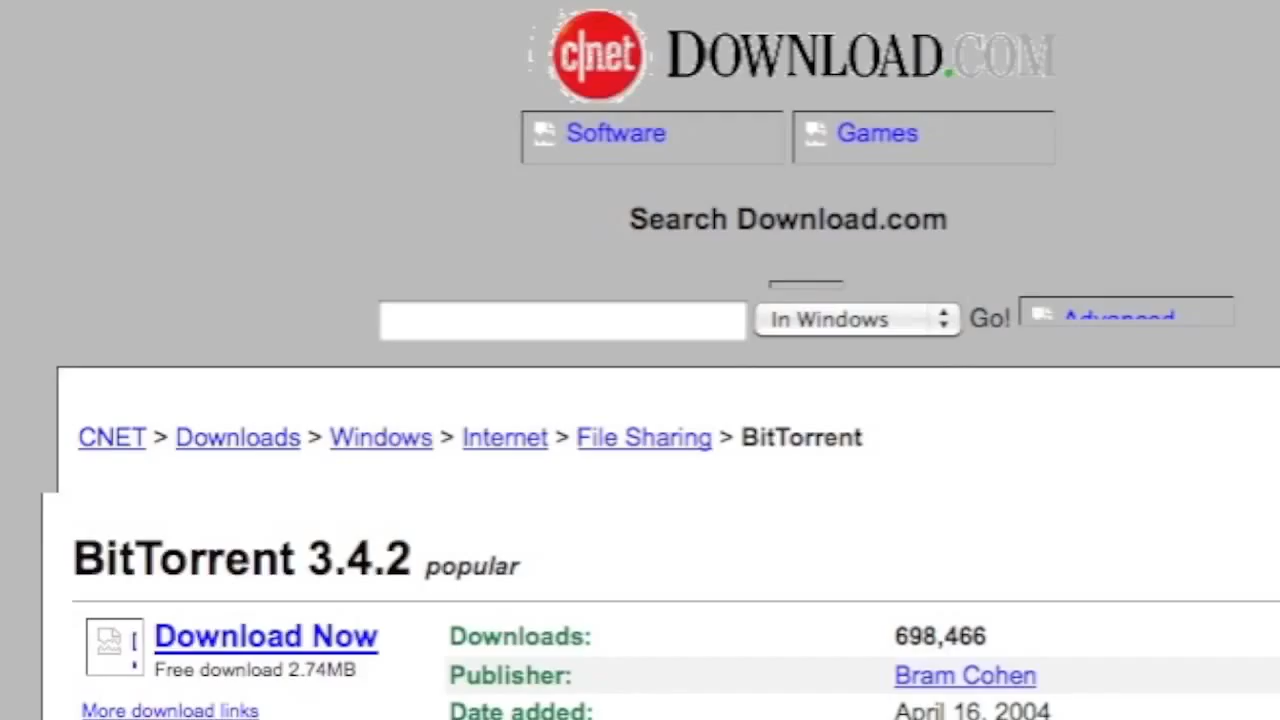 c|net DOWNLOAD.COM
Software Games
Search Download.com
In Windows Go! Advanced
CNET > Downloads > Windows > Internet > File Sharing > BitTorrent
BitTorrent 3.4.2 popular
Download Now Downloads: 698,466
Free download 2.74MB Publisher: Bram Cohen
More download links Date added: April 16, 2004